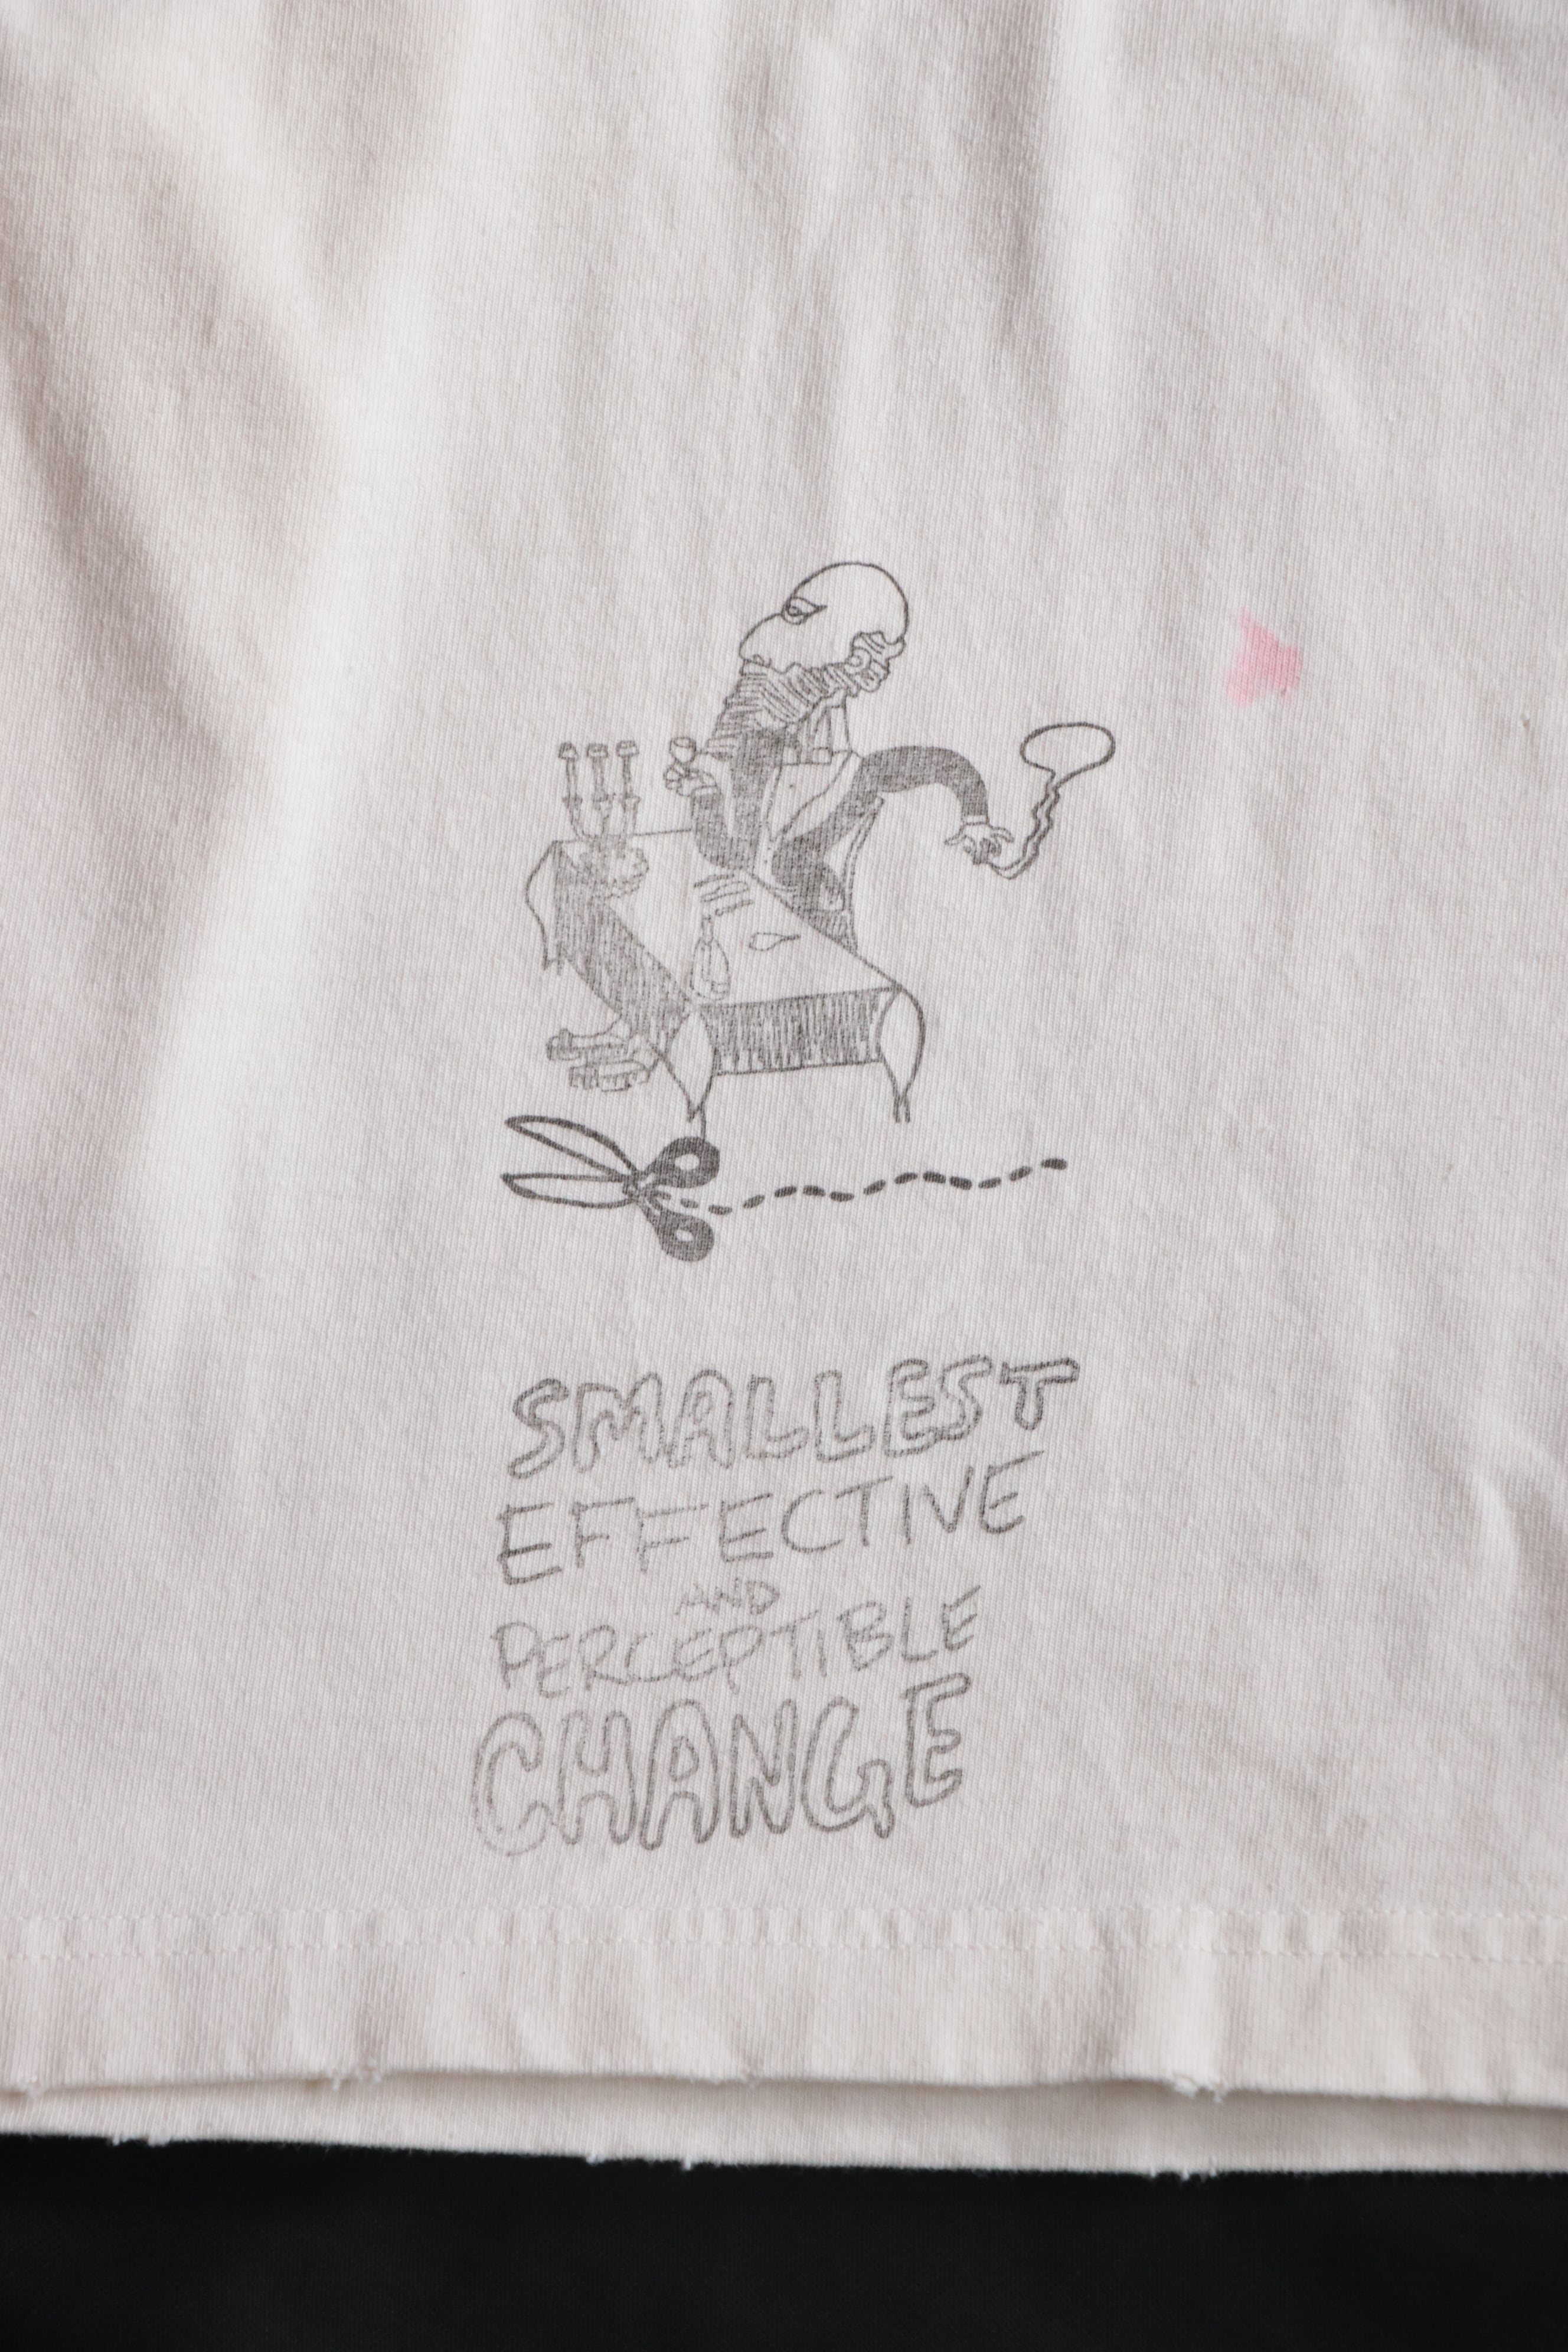 SMALLEST
EFFECTIVE
AND
PERCEPTIBLE
CHANGE